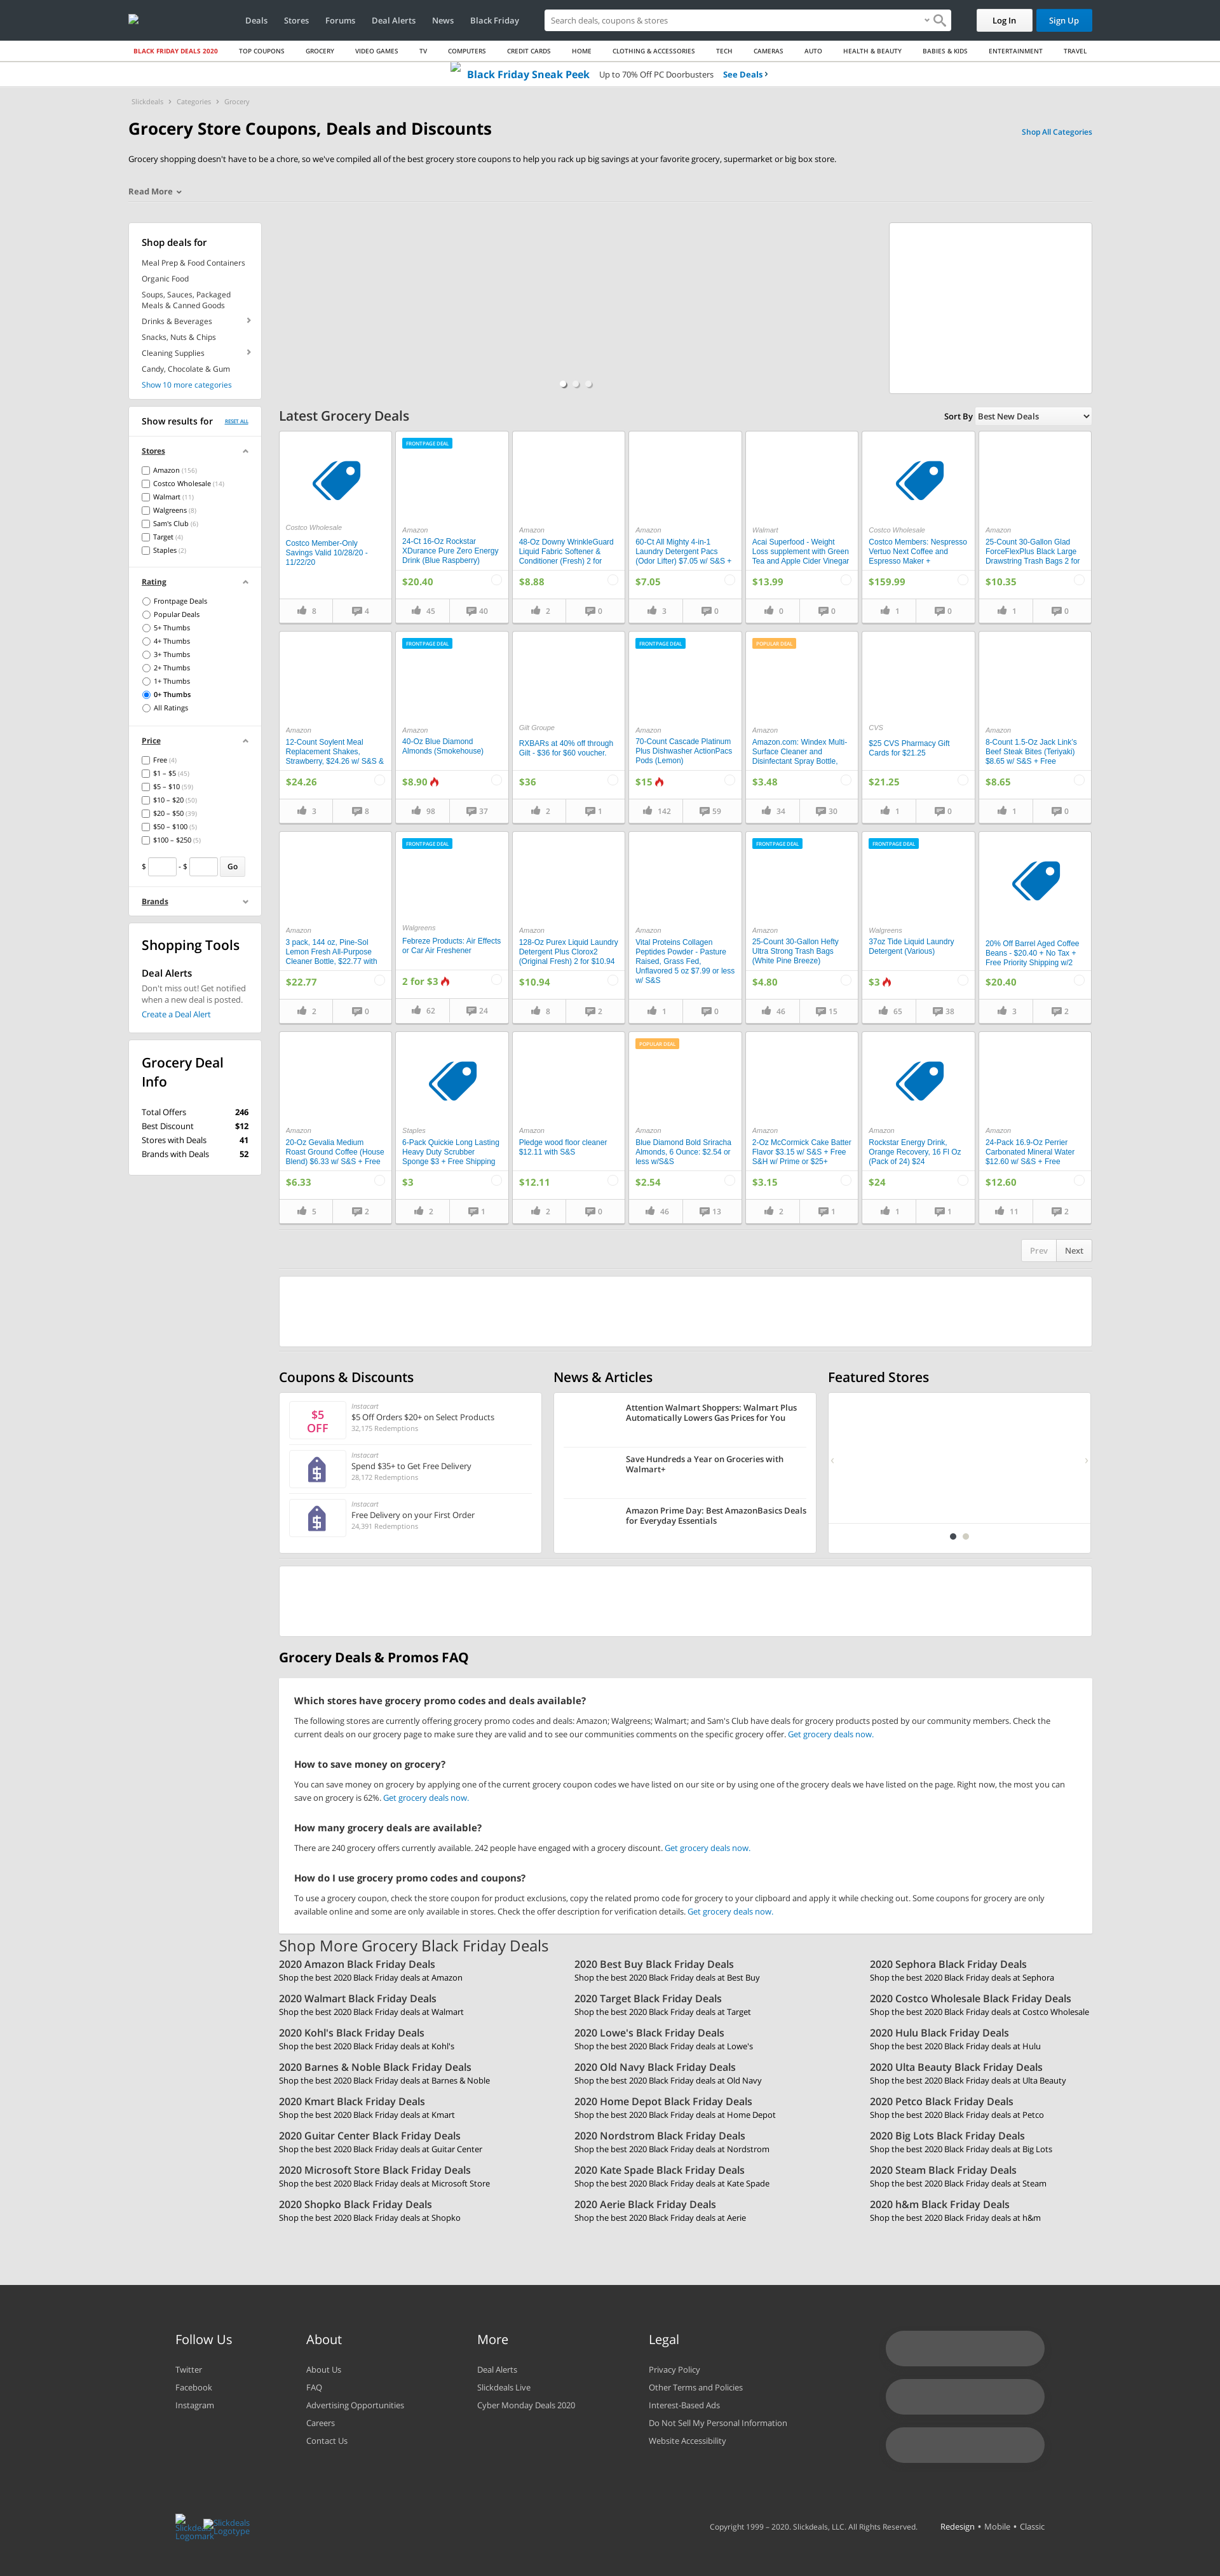 Deals Stores Forums Deal Alerts News Black Friday
Search deals, coupons & stores
Log In
Sign Up
BLACK FRIDAY DEALS 2020 TOP COUPONS GROCERY VIDEO GAMES TV COMPUTERS CREDIT CARDS HOME CLOTHING & ACCESSORIES TECH CAMERAS AUTO HEALTH & BEAUTY BABIES & KIDS ENTERTAINMENT TRAVEL
Black Friday Sneak Peek Up to 70% Off PC Doorbusters See Deals
Slickdeals Categories Grocery
Grocery Store Coupons, Deals and Discounts
Shop All Categories
Grocery shopping doesn't have to be a chore, so we've compiled all of the best grocery store coupons to help you rack up big savings at your favorite grocery, supermarket or big box store.
Read More
Shop deals for
Meal Prep & Food Containers
Organic Food
Soups, Sauces, Packaged
Meals & Canned Goods
Drinks & Beverages
Snacks, Nuts & Chips
Cleaning Supplies
Candy, Chocolate & Gum
Show 10 more categories
Show results for RESET ALL
Stores
Amazon (156)
Costco Wholesale (14)
Walmart (11)
Walgreens (8)
Sam's Club (6)
Target (4)
Staples (2)
Rating
Frontpage Deals
Popular Deals
5+ Thumbs
4+ Thumbs
3+ Thumbs
2+ Thumbs
1+ Thumbs
0+ Thumbs
All Ratings
Price
Free (4)
$1 – $5 (45)
$5 – $10 (59)
$10 – $20 (50)
$20 – $50 (39)
$50 – $100 (5)
$100 – $250 (5)
$ - $ Go
Brands
Shopping Tools
Deal Alerts
Don't miss out! Get notified
when a new deal is posted.
Create a Deal Alert
Grocery Deal
Info
Total Offers 246
Best Discount $12
Stores with Deals 41
Brands with Deals 52
Latest Grocery Deals
Sort By Best New Deals
Costco Wholesale
Costco Member-Only
Savings Valid 10/28/20 -
11/22/20
8 4
FRONTPAGE DEAL
Amazon
24-Ct 16-Oz Rockstar
XDurance Pure Zero Energy
Drink (Blue Raspberry)
$20.40
45 40
Amazon
48-Oz Downy WrinkleGuard
Liquid Fabric Softener &
Conditioner (Fresh) 2 for
$8.88
2 0
Amazon
60-Ct All Mighty 4-in-1
Laundry Detergent Pacs
(Odor Lifter) $7.05 w/ S&S +
$7.05
3 0
Walmart
Acai Superfood - Weight
Loss supplement with Green
Tea and Apple Cider Vinegar
$13.99
0 0
Costco Wholesale
Costco Members: Nespresso
Vertuo Next Coffee and
Espresso Maker +
$159.99
1 0
Amazon
25-Count 30-Gallon Glad
ForceFlexPlus Black Large
Drawstring Trash Bags 2 for
$10.35
1 0
Amazon
12-Count Soylent Meal
Replacement Shakes,
Strawberry, $24.26 w/ S&S &
$24.26
3 8
FRONTPAGE DEAL
Amazon
40-Oz Blue Diamond
Almonds (Smokehouse)
$8.90
98 37
Gilt Groupe
RXBARs at 40% off through
Gilt - $36 for $60 voucher.
$36
2 1
FRONTPAGE DEAL
Amazon
70-Count Cascade Platinum
Plus Dishwasher ActionPacs
Pods (Lemon)
$15
142 59
POPULAR DEAL
Amazon
Amazon.com: Windex Multi-
Surface Cleaner and
Disinfectant Spray Bottle,
$3.48
34 30
CVS
$25 CVS Pharmacy Gift
Cards for $21.25
$21.25
1 0
Amazon
8-Count 1.5-Oz Jack Link's
Beef Steak Bites (Teriyaki)
$8.65 w/ S&S + Free
$8.65
1 0
Amazon
3 pack, 144 oz, Pine-Sol
Lemon Fresh All-Purpose
Cleaner Bottle, $22.77 with
$22.77
2 0
FRONTPAGE DEAL
Walgreens
Febreze Products: Air Effects
or Car Air Freshener
2 for $3
62 24
Amazon
128-Oz Purex Liquid Laundry
Detergent Plus Clorox2
(Original Fresh) 2 for $10.94
$10.94
8 2
Amazon
Vital Proteins Collagen
Peptides Powder - Pasture
Raised, Grass Fed,
Unflavored 5 oz $7.99 or less
w/ S&S
1 0
FRONTPAGE DEAL
Amazon
25-Count 30-Gallon Hefty
Ultra Strong Trash Bags
(White Pine Breeze)
$4.80
46 15
FRONTPAGE DEAL
Walgreens
37oz Tide Liquid Laundry
Detergent (Various)
$3
65 38
20% Off Barrel Aged Coffee
Beans - $20.40 + No Tax +
Free Priority Shipping w/2
$20.40
3 2
Amazon
20-Oz Gevalia Medium
Roast Ground Coffee (House
Blend) $6.33 w/ S&S + Free
$6.33
5 2
Staples
6-Pack Quickie Long Lasting
Heavy Duty Scrubber
Sponge $3 + Free Shipping
$3
2 1
Amazon
Pledge wood floor cleaner
$12.11 with S&S
$12.11
2 0
POPULAR DEAL
Amazon
Blue Diamond Bold Sriracha
Almonds, 6 Ounce: $2.54 or
less w/S&S
$2.54
46 13
Amazon
2-Oz McCormick Cake Batter
Flavor $3.15 w/ S&S + Free
S&H w/ Prime or $25+
$3.15
2 1
Amazon
Rockstar Energy Drink,
Orange Recovery, 16 Fl Oz
(Pack of 24) $24
$24
1 1
Amazon
24-Pack 16.9-Oz Perrier
Carbonated Mineral Water
$12.60 w/ S&S + Free
$12.60
11 2
Prev Next
Coupons & Discounts
$5
OFF
Instacart
$5 Off Orders $20+ on Select Products
32,175 Redemptions
Instacart
Spend $35+ to Get Free Delivery
28,172 Redemptions
Instacart
Free Delivery on your First Order
24,391 Redemptions
News & Articles
Attention Walmart Shoppers: Walmart Plus
Automatically Lowers Gas Prices for You
Save Hundreds a Year on Groceries with
Walmart+
Amazon Prime Day: Best AmazonBasics Deals
for Everyday Essentials
Featured Stores
Grocery Deals & Promos FAQ
Which stores have grocery promo codes and deals available?
The following stores are currently offering grocery promo codes and deals: Amazon; Walgreens; Walmart; and Sam's Club have deals for grocery products posted by our community members. Check the
current deals on our grocery page to make sure they are valid and to see our communities comments on the specific grocery offer. Get grocery deals now.
How to save money on grocery?
You can save money on grocery by applying one of the current grocery coupon codes we have listed on our site or by using one of the grocery deals we have listed on the page. Right now, the most you can
save on grocery is 62%. Get grocery deals now.
How many grocery deals are available?
There are 240 grocery offers currently available. 242 people have engaged with a grocery discount. Get grocery deals now.
How do I use grocery promo codes and coupons?
To use a grocery coupon, check the store coupon for product exclusions, copy the related promo code for grocery to your clipboard and apply it while checking out. Some coupons for grocery are only
available online and some are only available in stores. Check the offer description for verification details. Get grocery deals now.
Shop More Grocery Black Friday Deals
2020 Amazon Black Friday Deals
Shop the best 2020 Black Friday deals at Amazon
2020 Best Buy Black Friday Deals
Shop the best 2020 Black Friday deals at Best Buy
2020 Sephora Black Friday Deals
Shop the best 2020 Black Friday deals at Sephora
2020 Walmart Black Friday Deals
Shop the best 2020 Black Friday deals at Walmart
2020 Target Black Friday Deals
Shop the best 2020 Black Friday deals at Target
2020 Costco Wholesale Black Friday Deals
Shop the best 2020 Black Friday deals at Costco Wholesale
2020 Kohl's Black Friday Deals
Shop the best 2020 Black Friday deals at Kohl's
2020 Lowe's Black Friday Deals
Shop the best 2020 Black Friday deals at Lowe's
2020 Hulu Black Friday Deals
Shop the best 2020 Black Friday deals at Hulu
2020 Barnes & Noble Black Friday Deals
Shop the best 2020 Black Friday deals at Barnes & Noble
2020 Old Navy Black Friday Deals
Shop the best 2020 Black Friday deals at Old Navy
2020 Ulta Beauty Black Friday Deals
Shop the best 2020 Black Friday deals at Ulta Beauty
2020 Kmart Black Friday Deals
Shop the best 2020 Black Friday deals at Kmart
2020 Home Depot Black Friday Deals
Shop the best 2020 Black Friday deals at Home Depot
2020 Petco Black Friday Deals
Shop the best 2020 Black Friday deals at Petco
2020 Guitar Center Black Friday Deals
Shop the best 2020 Black Friday deals at Guitar Center
2020 Nordstrom Black Friday Deals
Shop the best 2020 Black Friday deals at Nordstrom
2020 Big Lots Black Friday Deals
Shop the best 2020 Black Friday deals at Big Lots
2020 Microsoft Store Black Friday Deals
Shop the best 2020 Black Friday deals at Microsoft Store
2020 Kate Spade Black Friday Deals
Shop the best 2020 Black Friday deals at Kate Spade
2020 Steam Black Friday Deals
Shop the best 2020 Black Friday deals at Steam
2020 Shopko Black Friday Deals
Shop the best 2020 Black Friday deals at Shopko
2020 Aerie Black Friday Deals
Shop the best 2020 Black Friday deals at Aerie
2020 h&m Black Friday Deals
Shop the best 2020 Black Friday deals at h&m
Follow Us
Twitter
Facebook
Instagram
About
About Us
FAQ
Advertising Opportunities
Careers
Contact Us
More
Deal Alerts
Slickdeals Live
Cyber Monday Deals 2020
Legal
Privacy Policy
Other Terms and Policies
Interest-Based Ads
Do Not Sell My Personal Information
Website Accessibility
Slickdeals
Logomark
Slickdeals
Logotype
Copyright 1999 – 2020. Slickdeals, LLC. All Rights Reserved.
Redesign • Mobile • Classic